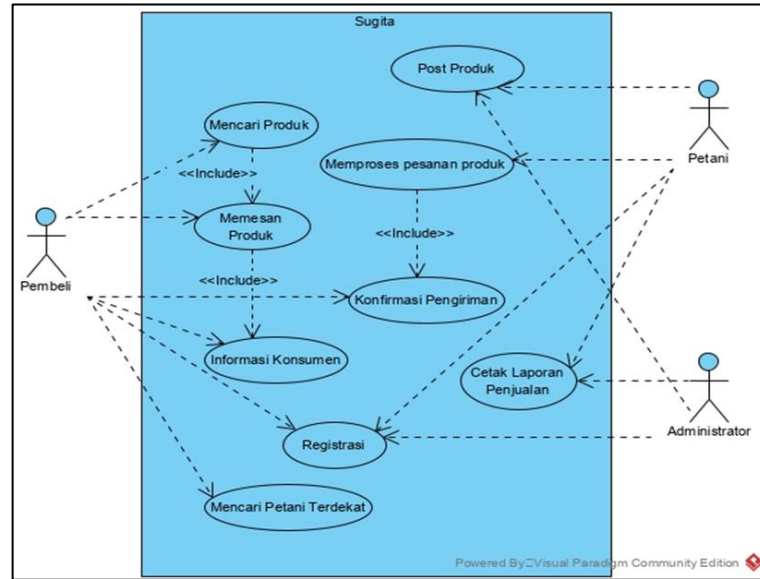 Sugita
Post Produk
Mencari Produk
<<Include>>
Memproses pesanan produk
Petani
Memesan
Produk
<<Include>>
<<Include>>
Pembeli
Konfirmasi Pengiriman
Informasi Konsumen
Cetak Laporan
Penjualan
Administrator
Registrasi
Mencari Petani Terdekat
Powered By□Visual Paradigm Community Edition